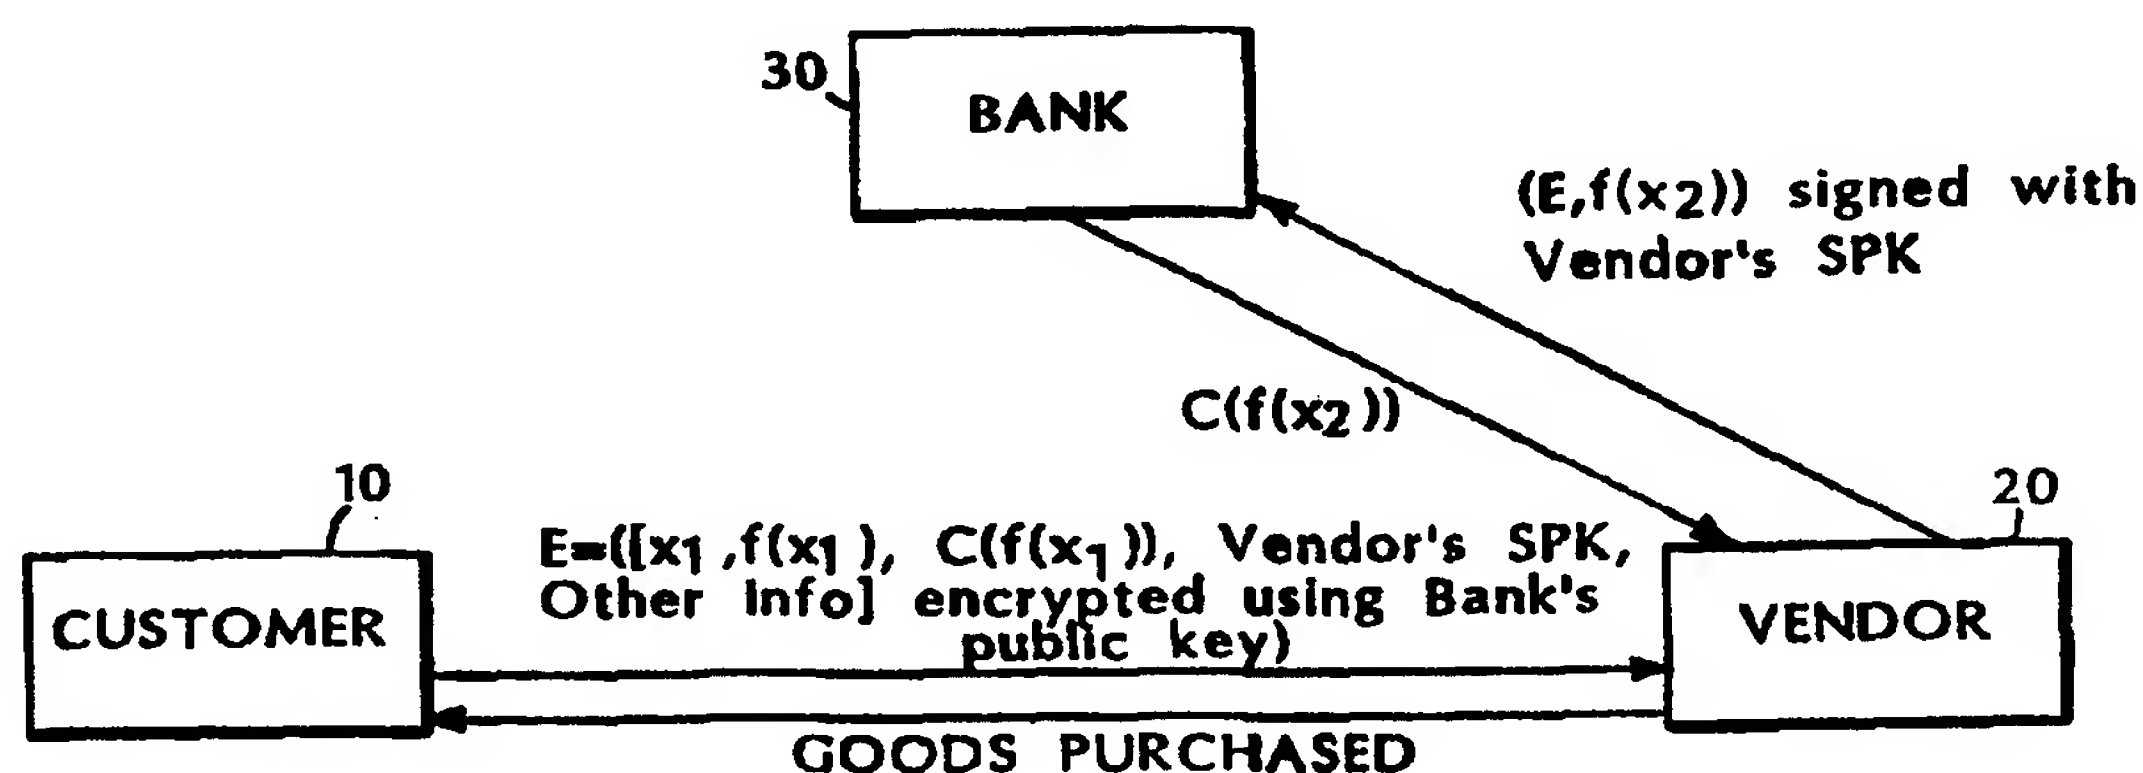 30
BANK
(E,f(x2)) signed with
Vendor's SPK
C(f(x2))
10
20
E=([x1,f(x1), C(f(x1)), Vendor's SPK,
Other info] encrypted using Bank's
public key)
CUSTOMER
VENDOR
GOODS PURCHASED